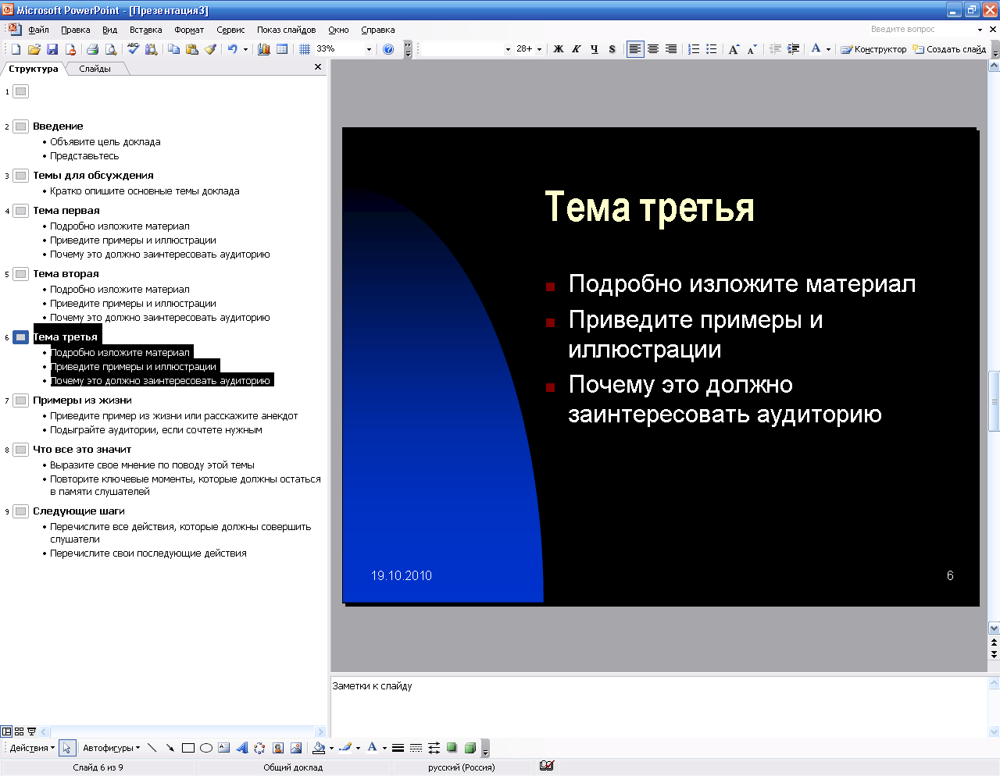 Microsoft PowerPoint - [Презентация3]
Файл Правка Вид Вставка Формат Сервис Показ слайдов Окно Справка Введите вопрос
33% 28+ Ж К Ч S A A A Конструктор Создать слайд
Структура Слайды
1
2 Введение
• Объявите цель доклада
• Представьтесь
3 Темы для обсуждения
• Кратко опишите основные темы доклада
4 Тема первая
• Подробно изложите материал
• Приведите примеры и иллюстрации
• Почему это должно заинтересовать аудиторию
5 Тема вторая
• Подробно изложите материал
• Приведите примеры и иллюстрации
• Почему это должно заинтересовать аудиторию
6 Тема третья
• Подробно изложите материал
• Приведите примеры и иллюстрации
• Почему это должно заинтересовать аудиторию
7 Примеры из жизни
• Приведите пример из жизни или расскажите анекдот
• Подыграйте аудитории, если сочтете нужным
8 Что все это значит
• Выразите свое мнение по поводу этой темы
• Повторите ключевые моменты, которые должны остаться
в памяти слушателей
9 Следующие шаги
• Перечислите все действия, которые должны совершить
слушатели
• Перечислите свои последующие действия
Тема третья
Подробно изложите материал
Приведите примеры и
иллюстрации
Почему это должно
заинтересовать аудиторию
19.10.2010 6
Заметки к слайду
Действия Автофигуры A
Слайд 6 из 9 Общий доклад русский (Россия)